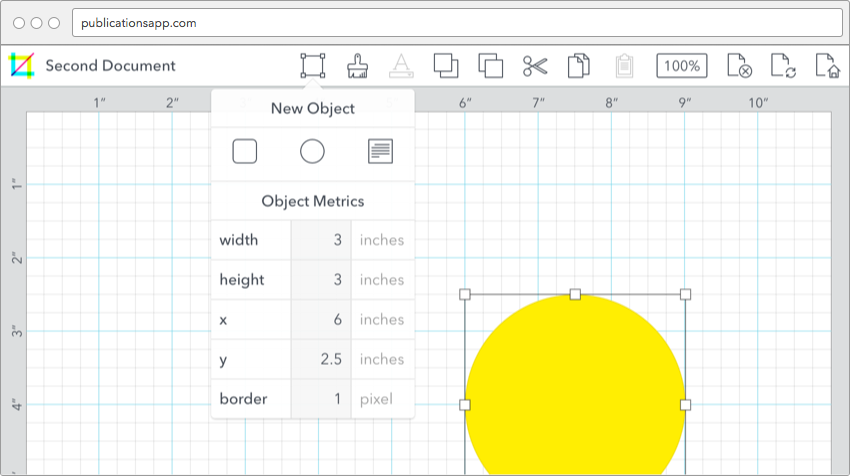 publicationsapp.com
Second Document
100%
1" 2" 6" 7" 8" 9" 10"
New Object
Object Metrics
width 3 inches
height 3 inches
x 6 inches
y 2.5 inches
border 1 pixel
1"
2"
3"
4"